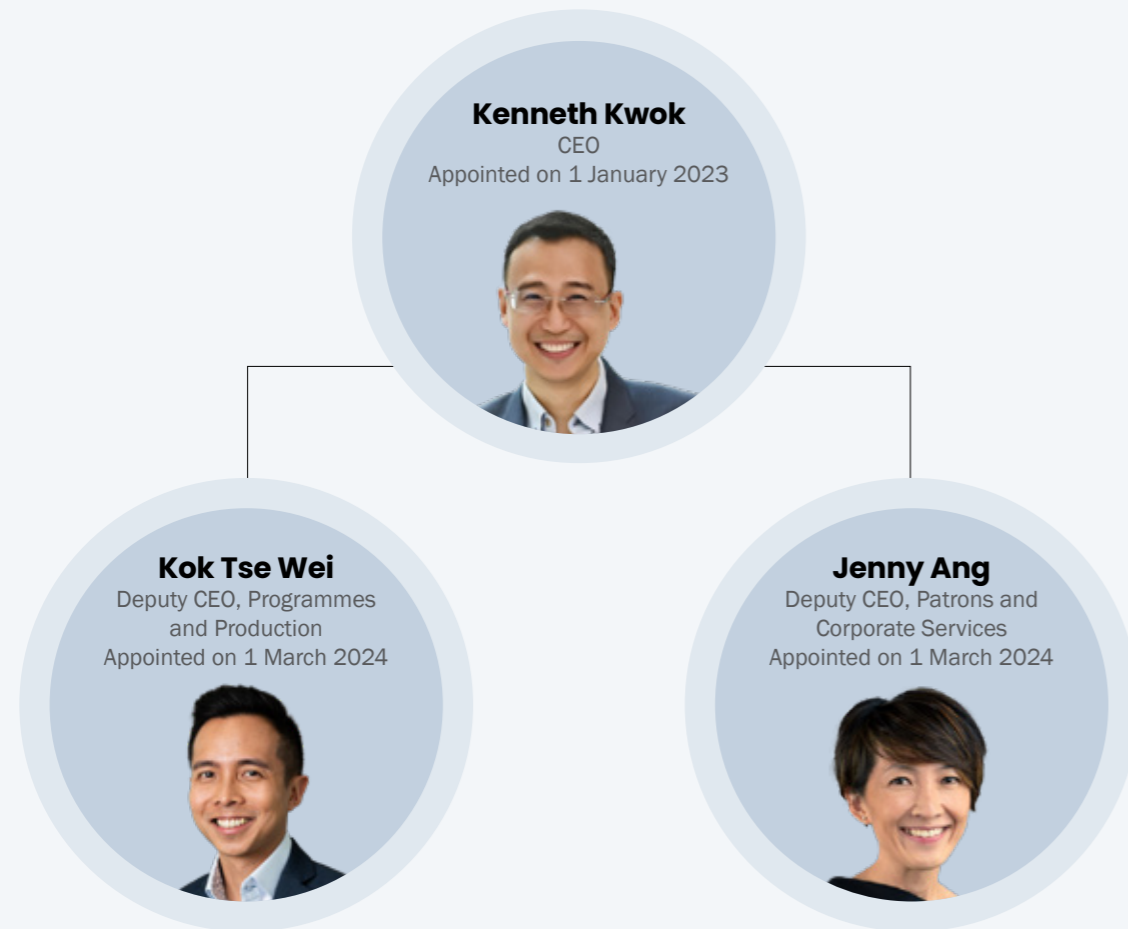 Kenneth Kwok
CEO
Appointed on 1 January 2023
Kok Tse Wei
Deputy CEO, Programmes
and Production
Appointed on 1 March 2024
Jenny Ang
Deputy CEO, Patrons and
Corporate Services
Appointed on 1 March 2024